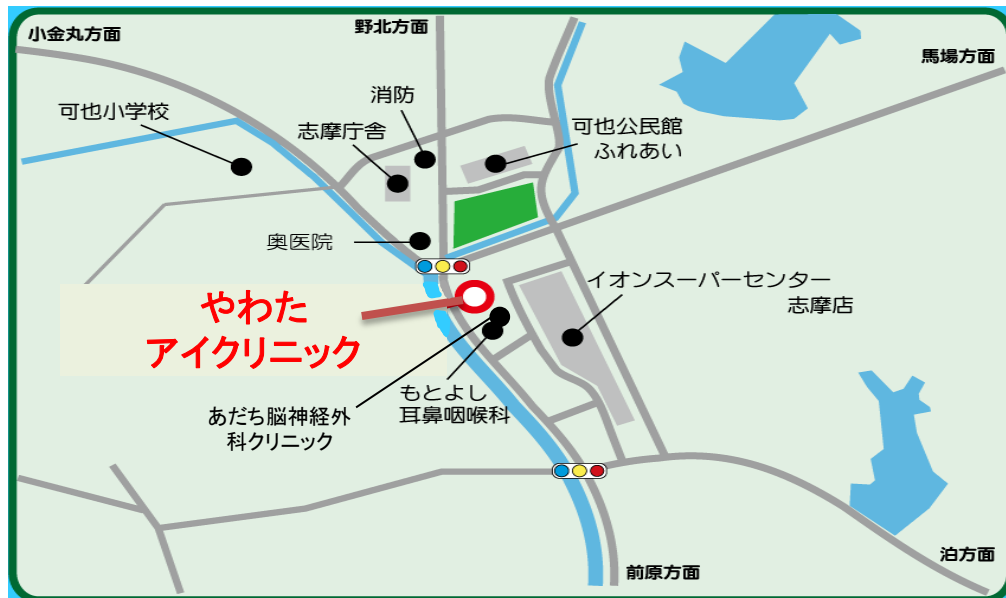 小金丸方面
野北方面
馬場方面
消防
可也小学校
志摩庁舎
可也公民館
ふれあい
奥医院
イオンスーパーセンター
志摩店
やわた
アイクリニック
もとよし
耳鼻咽喉科
あだち脳神経外
科クリニック
泊方面
前原方面